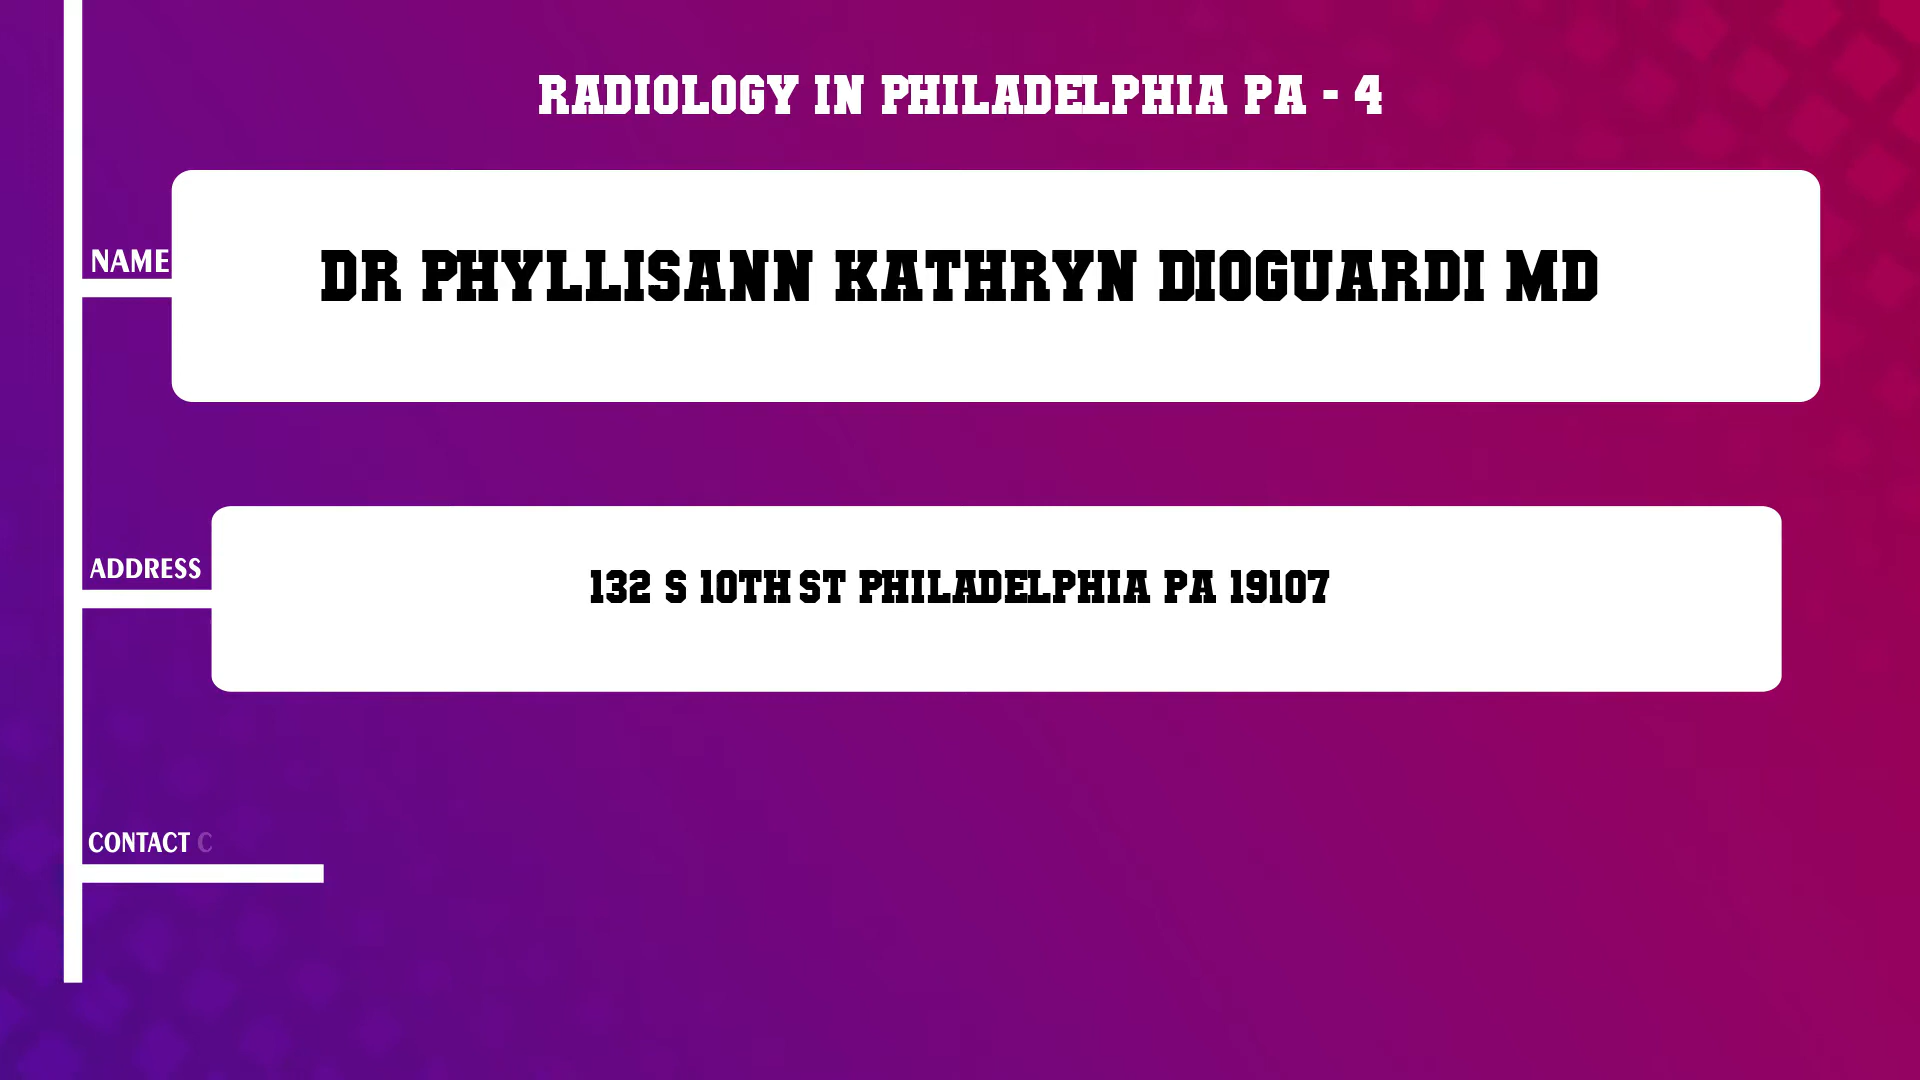 RADIOLOGY IN PHILADELPHIA PA - 4
NAME
DR PHYLLISANN KATHRYN DIOGUARDI MD
ADDRESS
132 S 10TH ST PHILADELPHIA PA 19107
CONTACT C